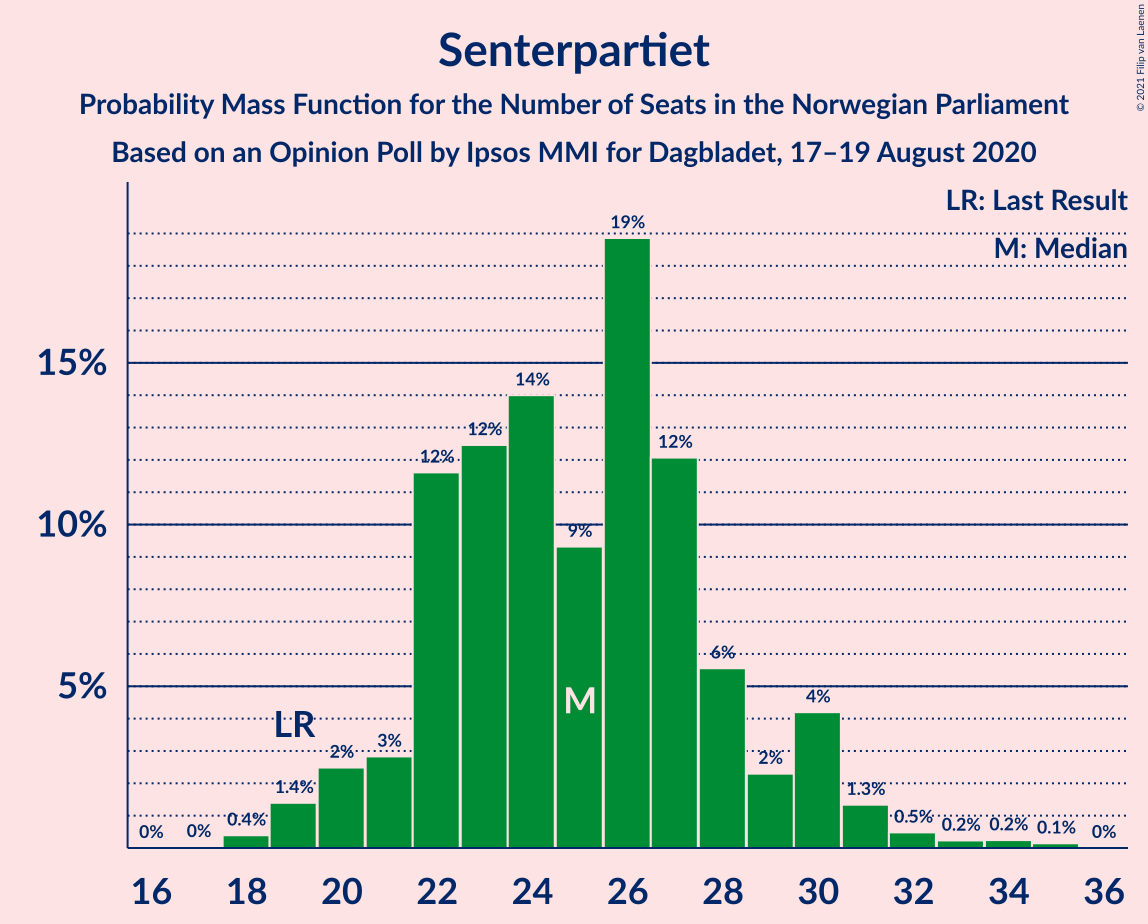 Senterpartiet
Probability Mass Function for the Number of Seats in the Norwegian Parliament
Based on an Opinion Poll by Ipsos MMI for Dagbladet, 17–19 August 2020
© 2021 Filip van Laenen
LR: Last Result
M: Median
15%
10%
5%
0%
0%
0.4%
1.4%
LR
2%
3%
12%
12%
14%
9%
M
19%
12%
6%
2%
4%
1.3%
0.5%
0.2%
0.2%
0.1%
0%
16 18 20 22 24 26 28 30 32 34 36